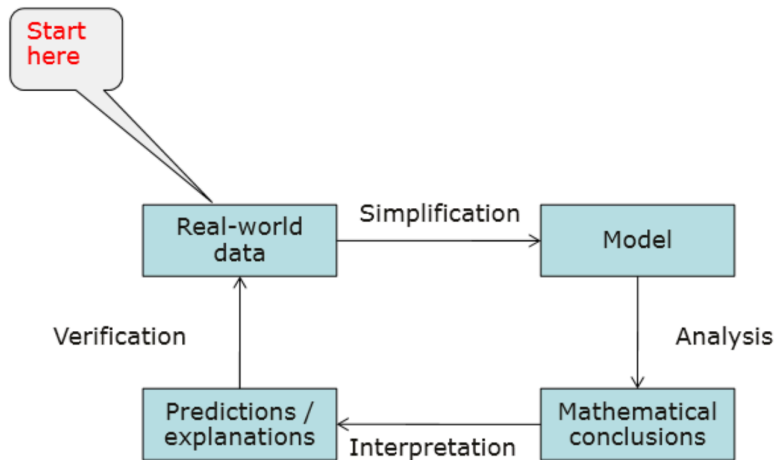 Start
here
Real-world
data
Simplification
Model
Verification
Analysis
Predictions /
explanations
Interpretation
Mathematical
conclusions